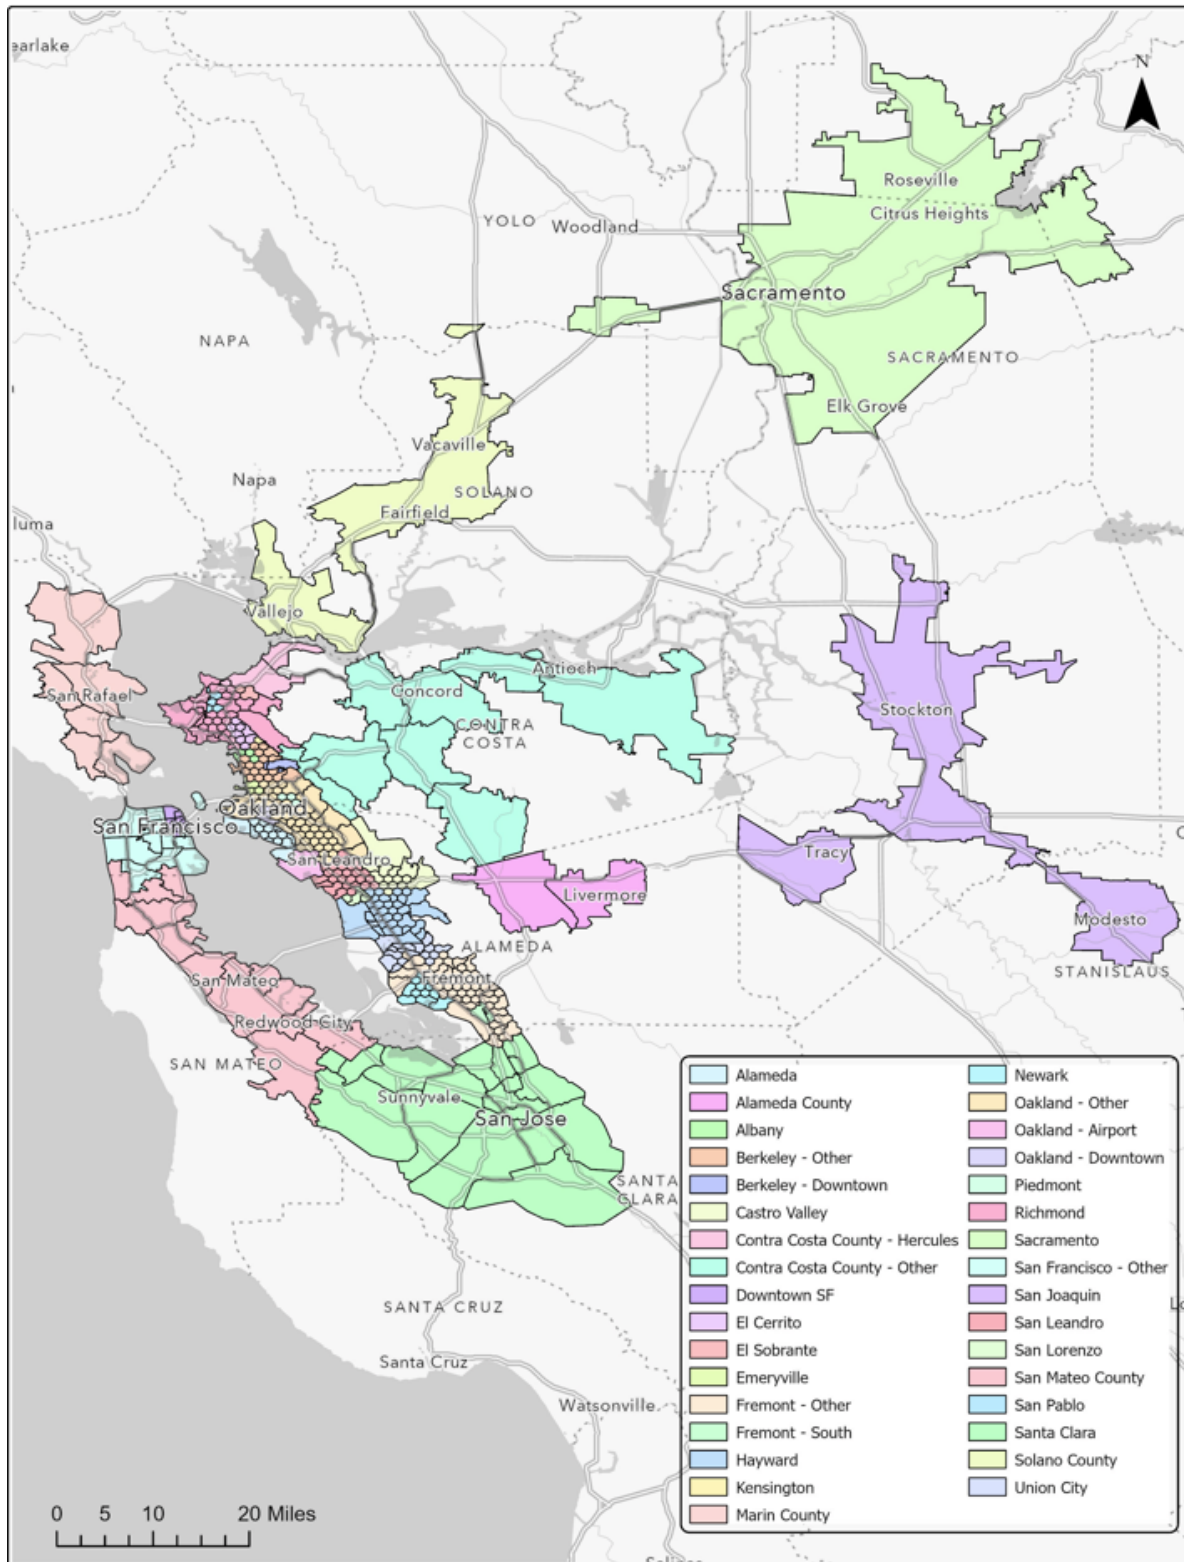 earlake
N
Roseville
Citrus Heights
YOLO
Woodland
Sacramento
NAPA
SACRAMENTO
Elk Grove
Vacaville
Napa
SOLANO
Fairfield
luma
Vallejo
Antioch
San Rafael
Concord
CONTRA
COSTA
Stockton
Oakland
San Francisco
San Leandro
Tracy
Livermore
Modesto
ALAMEDA
STANISLAUS
Fremont
San Mateo
Redwood City
SAN MATEO
Sunnyvale
San Jose
SANTA
CLARA
SANTA CRUZ
Santa Cruz
Watsonville
Alameda
Alameda County
Albany
Berkeley - Other
Berkeley - Downtown
Castro Valley
Contra Costa County - Hercules
Contra Costa County - Other
Downtown SF
El Cerrito
El Sobrante
Emeryville
Fremont - Other
Fremont - South
Hayward
Kensington
Marin County
Newark
Oakland - Other
Oakland - Airport
Oakland - Downtown
Piedmont
Richmond
Sacramento
San Francisco - Other
San Joaquin
San Leandro
San Lorenzo
San Mateo County
San Pablo
Santa Clara
Solano County
Union City
0 5 10 20 Miles